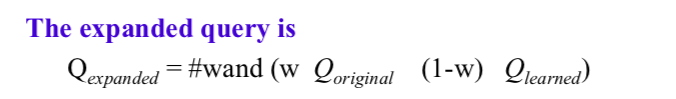 The expanded query is
Qexpanded = #wand (w Qoriginal (1-w) Qlearned)